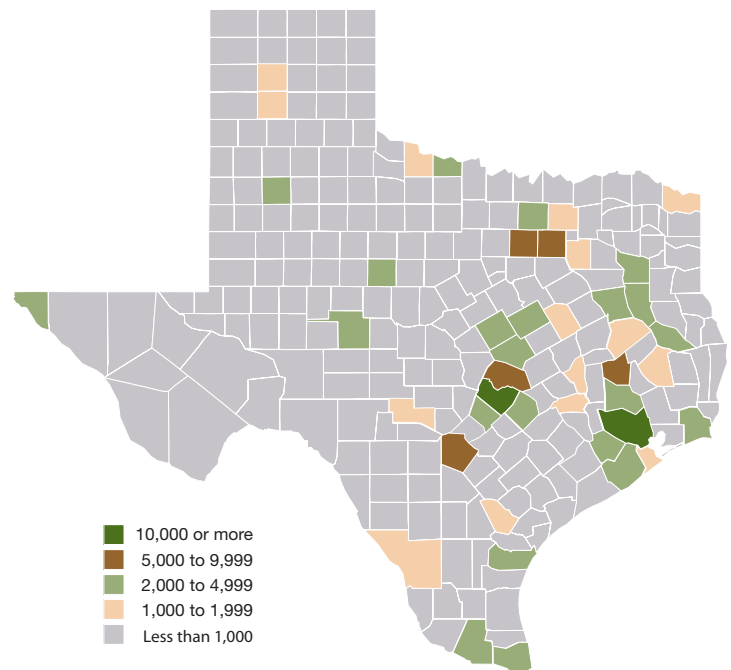 10,000 or more
5,000 to 9,999
2,000 to 4,999
1,000 to 1,999
Less than 1,000